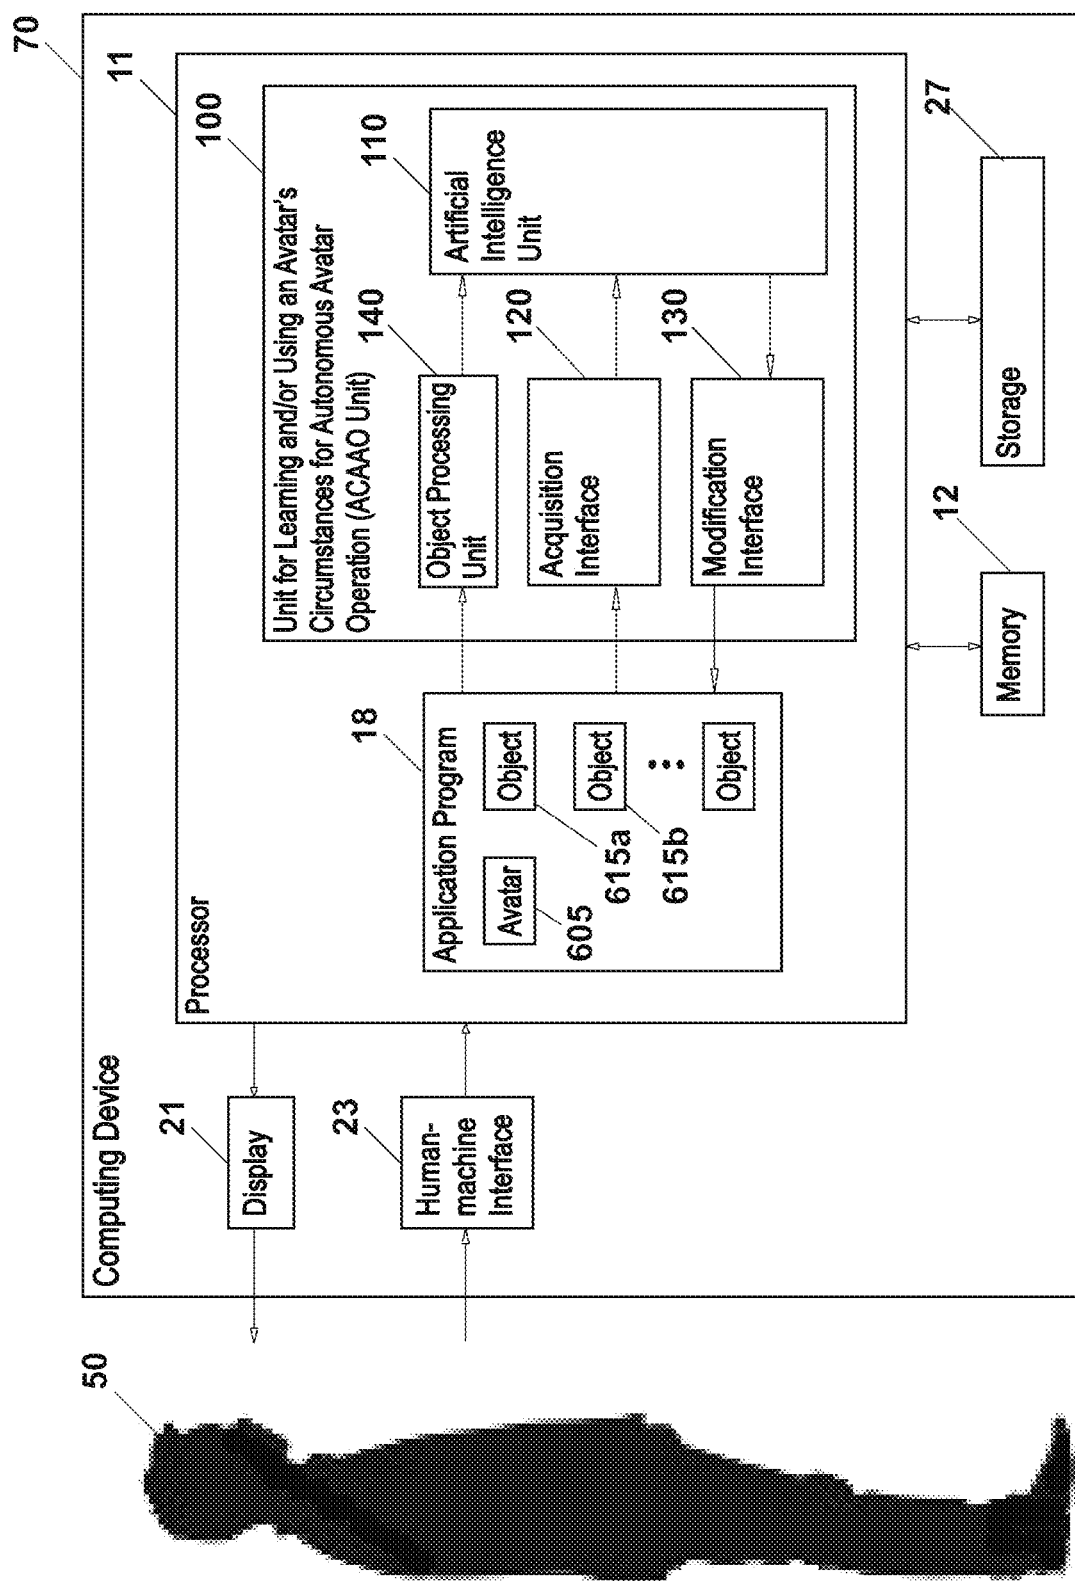 50
Computing Device
70
21
Display
23
Human-
machine
Interface
Processor
11
Application Program
18
Avatar
605
Object
615a
Object
615b
Object
Unit for Learning and/or Using an Avatar's
Circumstances for Autonomous Avatar
Operation (ACAAO Unit)
100
Object Processing
Unit
140
Acquisition
Interface
120
Modification
Interface
130
Artificial
Intelligence
Unit
110
Memory
12
Storage
27